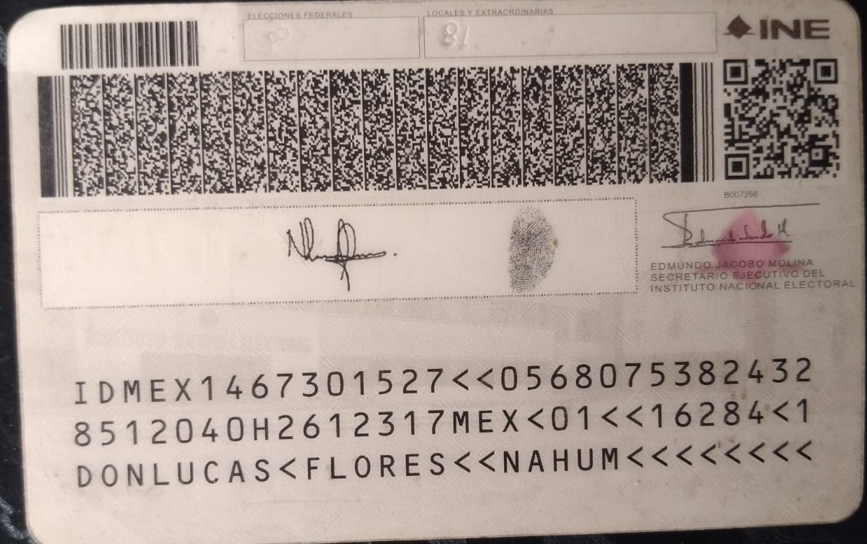 ELECCIONES FEDERALES
LOCALES Y EXTRAORDINARIAS
18
INE
EDMUNDO JACOBO MOLINA
SECRETARIO EJECUTIVO DEL
INSTITUTO NACIONAL ELECTORAL
IDMEX1467301527<<0568075382432
8512040H2612317MEX<01<<16284<1
DONLUCAS<FLORES<<NAHUM<<<<<<<<